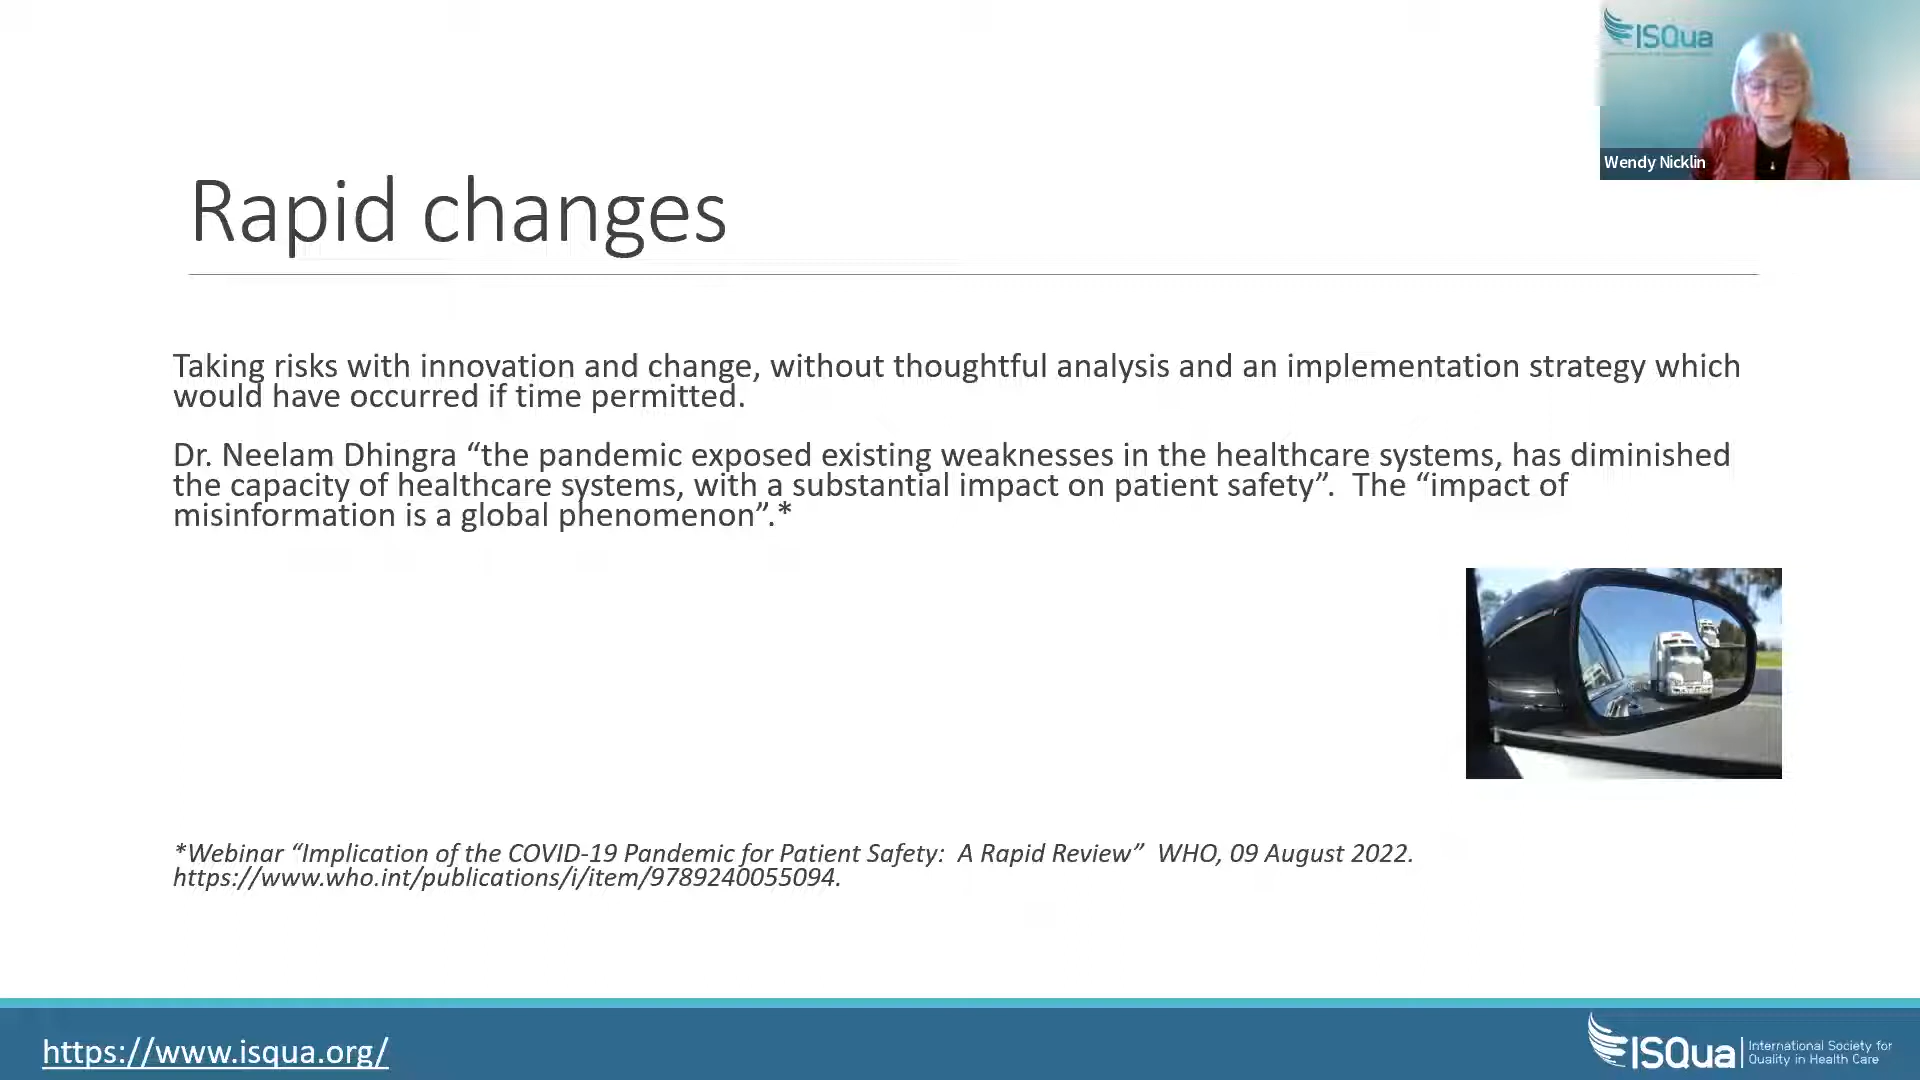 ISQua
Wendy Nicklin
Rapid changes
Taking risks with innovation and change, without thoughtful analysis and an implementation strategy which
would have occurred if time permitted.
Dr. Neelam Dhingra “the pandemic exposed existing weaknesses in the healthcare systems, has diminished
the capacity of healthcare systems, with a substantial impact on patient safety”.  The “impact of
misinformation is a global phenomenon”.*
*Webinar “Implication of the COVID-19 Pandemic for Patient Safety:  A Rapid Review”  WHO, 09 August 2022.
https://www.who.int/publications/i/item/9789240055094.
https://www.isqua.org/
ISQua
International Society for
Quality in Health Care